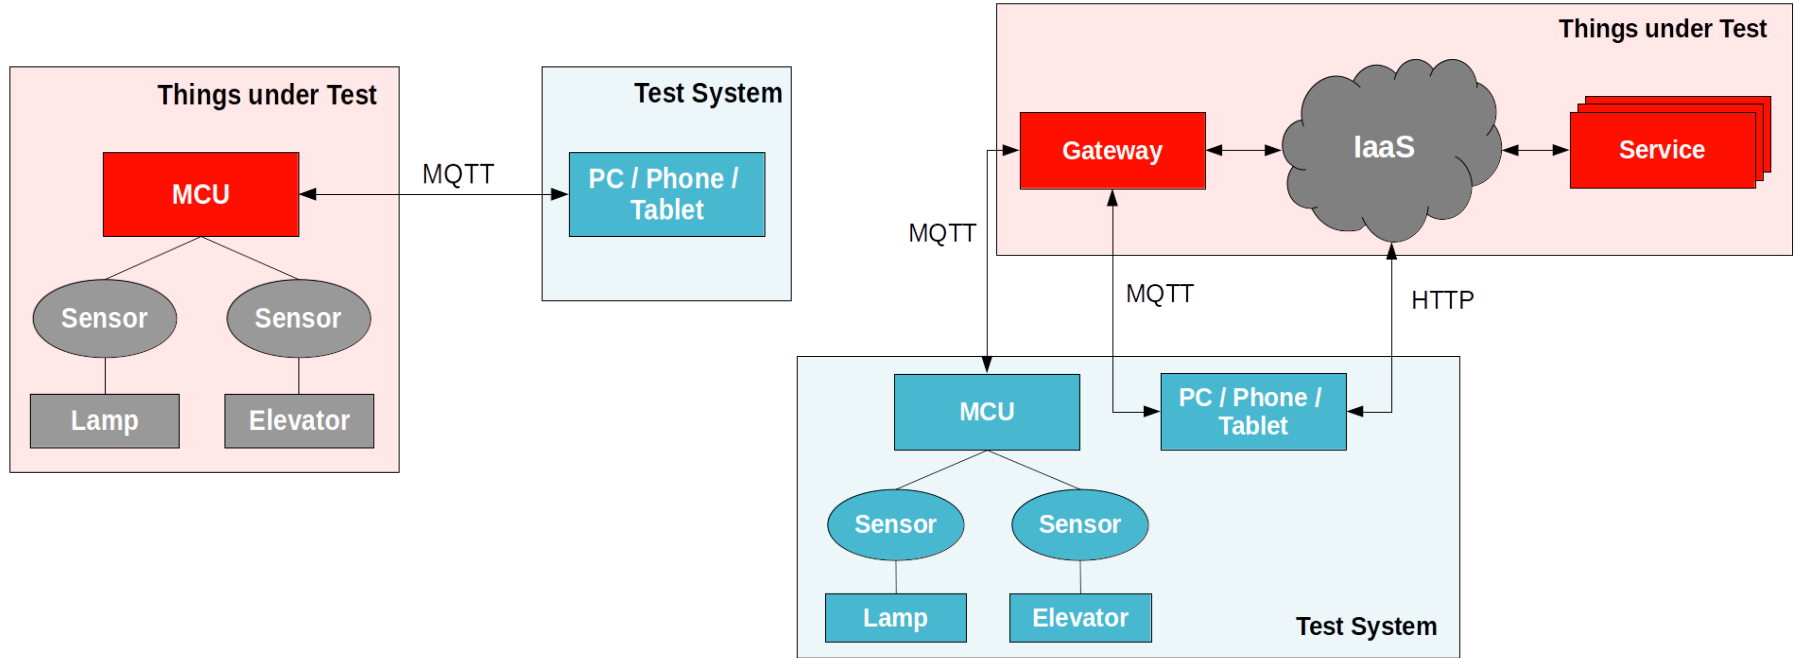 Things under Test
MCU
Sensor
Sensor
Lamp
Elevator
MQTT
Test System
PC / Phone /
Tablet
Things under Test
Gateway
IaaS
Service
MQTT
MQTT
HTTP
MCU
PC / Phone /
Tablet
Sensor
Sensor
Lamp
Elevator
Test System